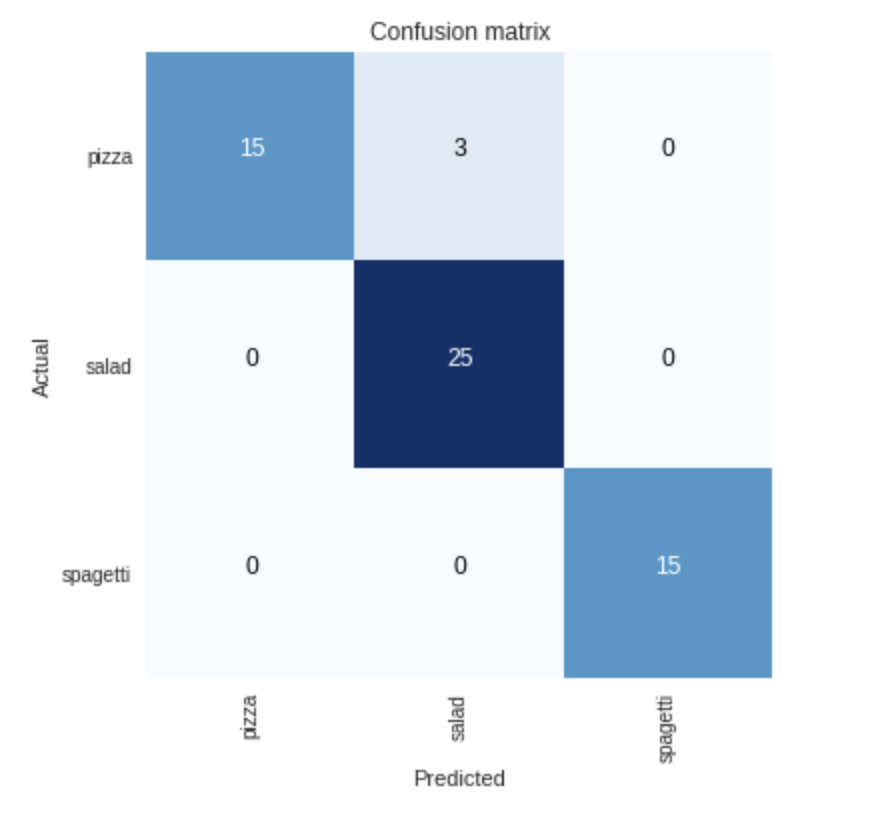 Confusion matrix
pizza 15 3 0
Actual
salad 0 25 0
spagetti 0 0 15
pizza salad spagetti
Predicted